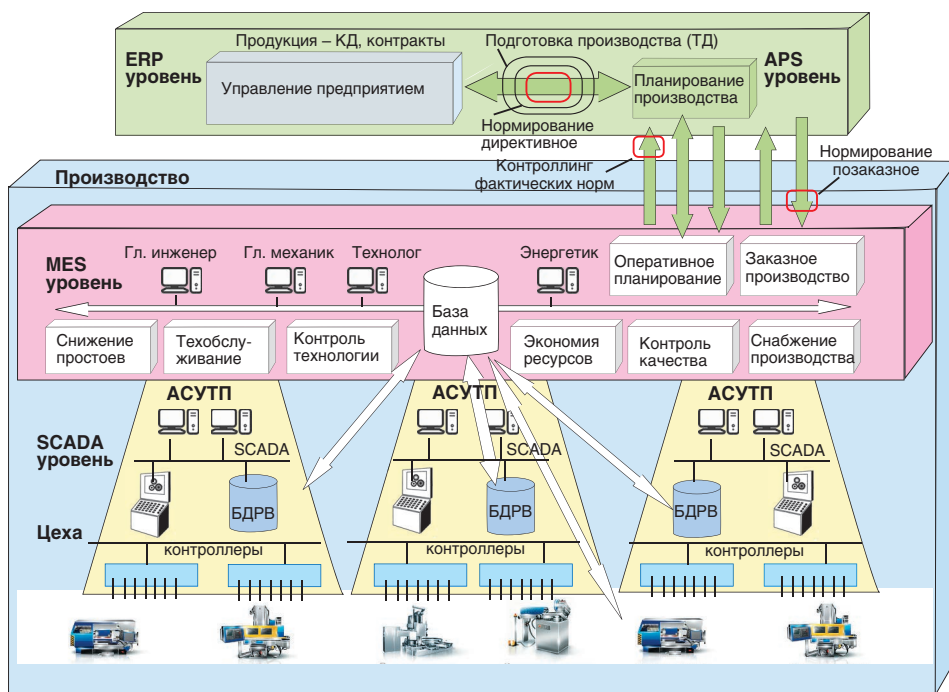 Продукция – КД, контракты
Подготовка производства (ТД)
ERP
уровень
APS
уровень
Управление предприятием
Планирование
производства
Нормирование
директивное
Контроллинг
фактических норм
Нормирование
позаказное
Производство
MES
уровень
Гл. инженер
Гл. механик
Технолог
Энергетик
Оперативное
планирование
Заказное
производство
База
данных
Снижение
простоев
Техобслу-
живание
Контроль
технологии
Экономия
ресурсов
Контроль
качества
Снабжение
производства
АСУТП
АСУТП
АСУТП
SCADA
уровень
SCADA
SCADA
SCADA
БДРВ
БДРВ
БДРВ
Цеха
контроллеры
контроллеры
контроллеры